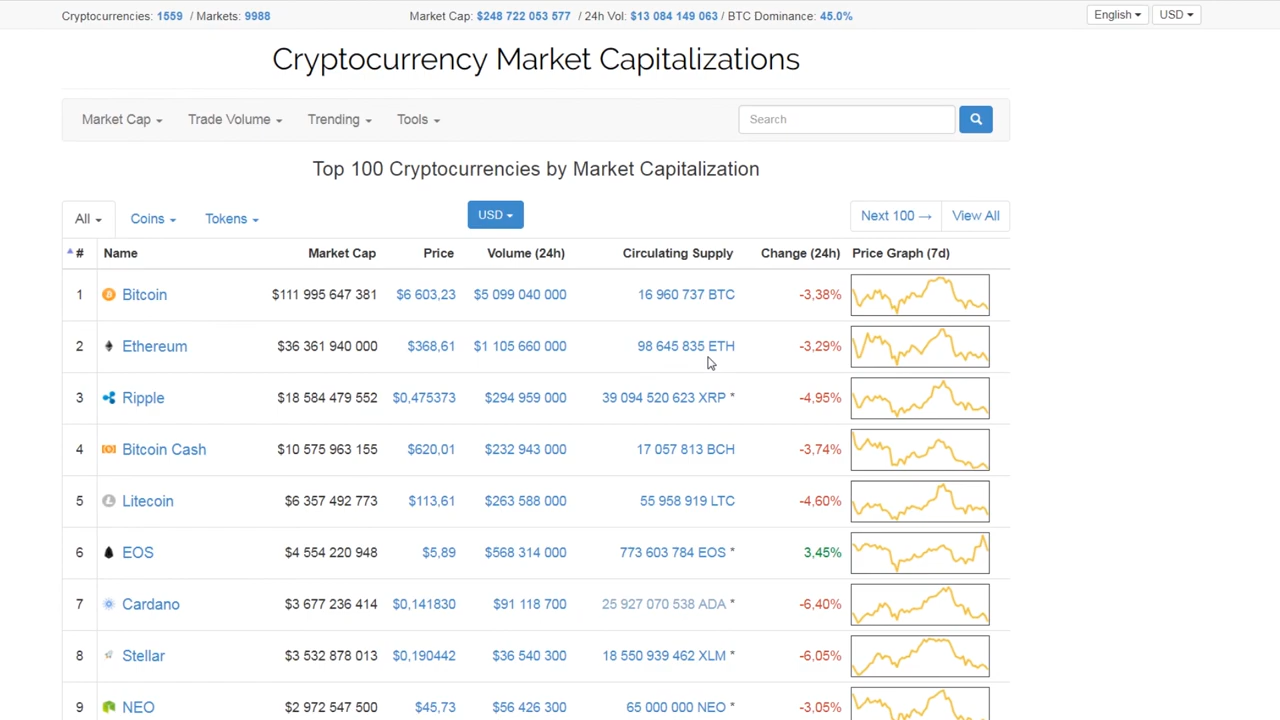 Cryptocurrencies: 1559 / Markets: 9988 Market Cap: $248 722 053 577 / 24h Vol: $13 084 149 063 / BTC Dominance: 45.0% English USD
Cryptocurrency Market Capitalizations
Market Cap Trade Volume Trending Tools Search
Top 100 Cryptocurrencies by Market Capitalization
All Coins Tokens USD Next 100 → View All
# Name Market Cap Price Volume (24h) Circulating Supply Change (24h) Price Graph (7d)
1 Bitcoin $111 995 647 381 $6 603,23 $5 099 040 000 16 960 737 BTC -3,38%
2 Ethereum $36 361 940 000 $368,61 $1 105 660 000 98 645 835 ETH -3,29%
3 Ripple $18 584 479 552 $0,475373 $294 959 000 39 094 520 623 XRP * -4,95%
4 Bitcoin Cash $10 575 963 155 $620,01 $232 943 000 17 057 813 BCH -3,74%
5 Litecoin $6 357 492 773 $113,61 $263 588 000 55 958 919 LTC -4,60%
6 EOS $4 554 220 948 $5,89 $568 314 000 773 603 784 EOS * 3,45%
7 Cardano $3 677 236 414 $0,141830 $91 118 700 25 927 070 538 ADA * -6,40%
8 Stellar $3 532 878 013 $0,190442 $36 540 300 18 550 939 462 XLM * -6,05%
9 NEO $2 972 547 500 $45,73 $56 426 300 65 000 000 NEO * -3,05%